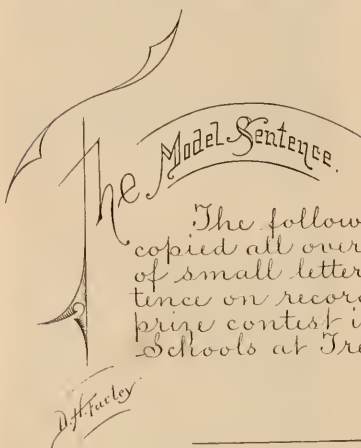 The Model Sentence.
The follow
copied all over
of small letter
tence on recor
prize contest i
Schools at Tre
D. H. Farley.